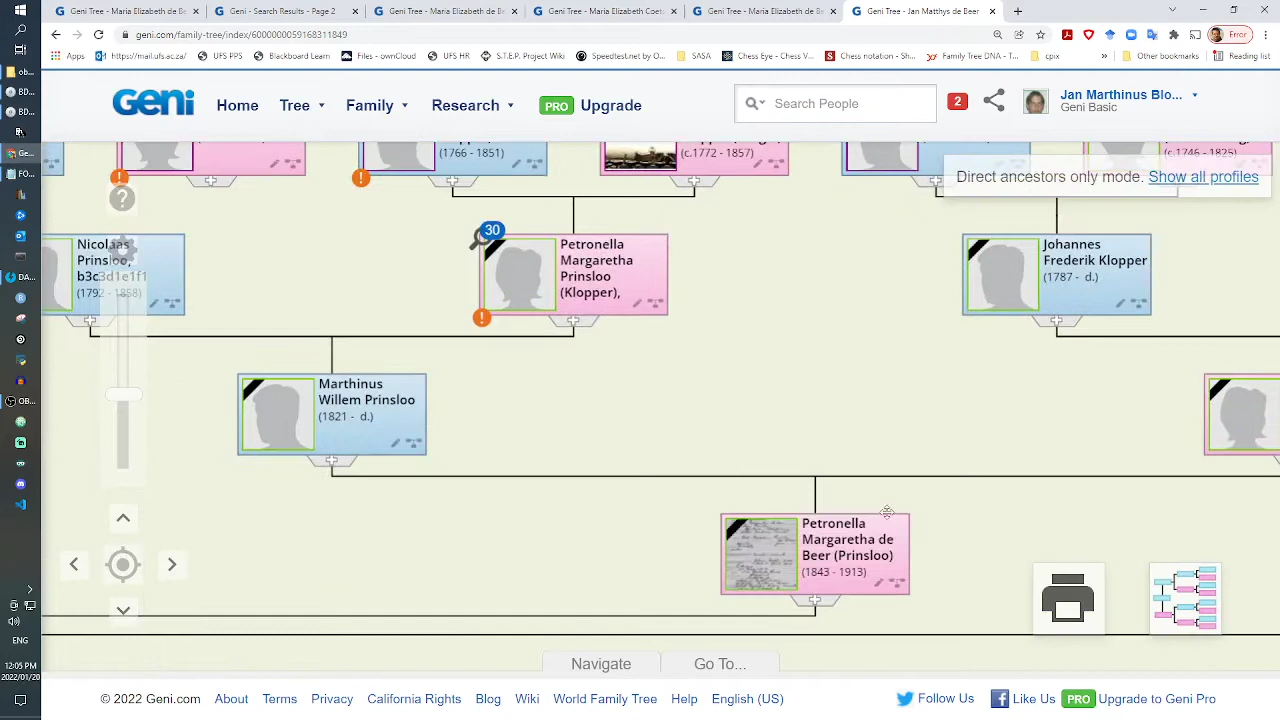 Geni Tree - Maria Elizabeth de Be
Geni - Search Results - Page 2
Geni Tree - Maria Elizabeth de Be
Geni Tree - Maria Elizabeth Coet
Geni Tree - Maria Elizabeth de Be
Geni Tree - Jan Matthys de Beer
geni.com/family-tree/index/6000000059168311849
Error
Apps
https://mail.ufs.ac.za/
UFS PPS
Blackboard Learn
Files - ownCloud
UFS HR
S.T.E.P. Project Wiki
Speedtest.net by O...
SASA
Chess Eye - Chess V...
Chess notation - Sh...
Family Tree DNA - T...
cpix
»
Other bookmarks
Reading list
Geni
Home
Tree
Family
Research
PRO
Upgrade
Search People
2
Jan Marthinus Blo...
Geni Basic
Direct ancestors only mode. Show all profiles
(1766 - 1851)
(c.1772 - 1857)
(c.1746 - 1825)
Nicolaas
Prinsloo,
b3c3d1e1f1
(1792 - 1858)
30
Petronella
Margaretha
Prinsloo
(Klopper),
Johannes
Frederik Klopper
(1787 - d.)
Marthinus
Willem Prinsloo
(1821 - d.)
Petronella
Margaretha de
Beer (Prinsloo)
(1843 - 1913)
Navigate
Go To...
ENG
12:05 PM
© 2022 Geni.com
About
Terms
Privacy
California Rights
Blog
Wiki
World Family Tree
Help
English (US)
Follow Us
Like Us
PRO
Upgrade to Geni Pro